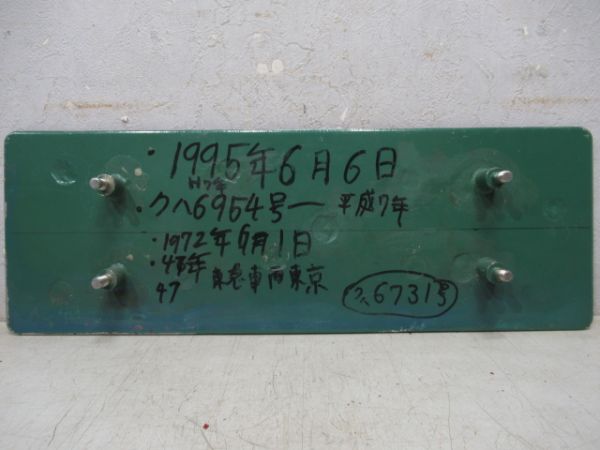 ・1995年6月6日
H7年
・クハ6954号ー 平成7年
・1972年6月1日
・47年 東急車両東京
47
クハ6731号